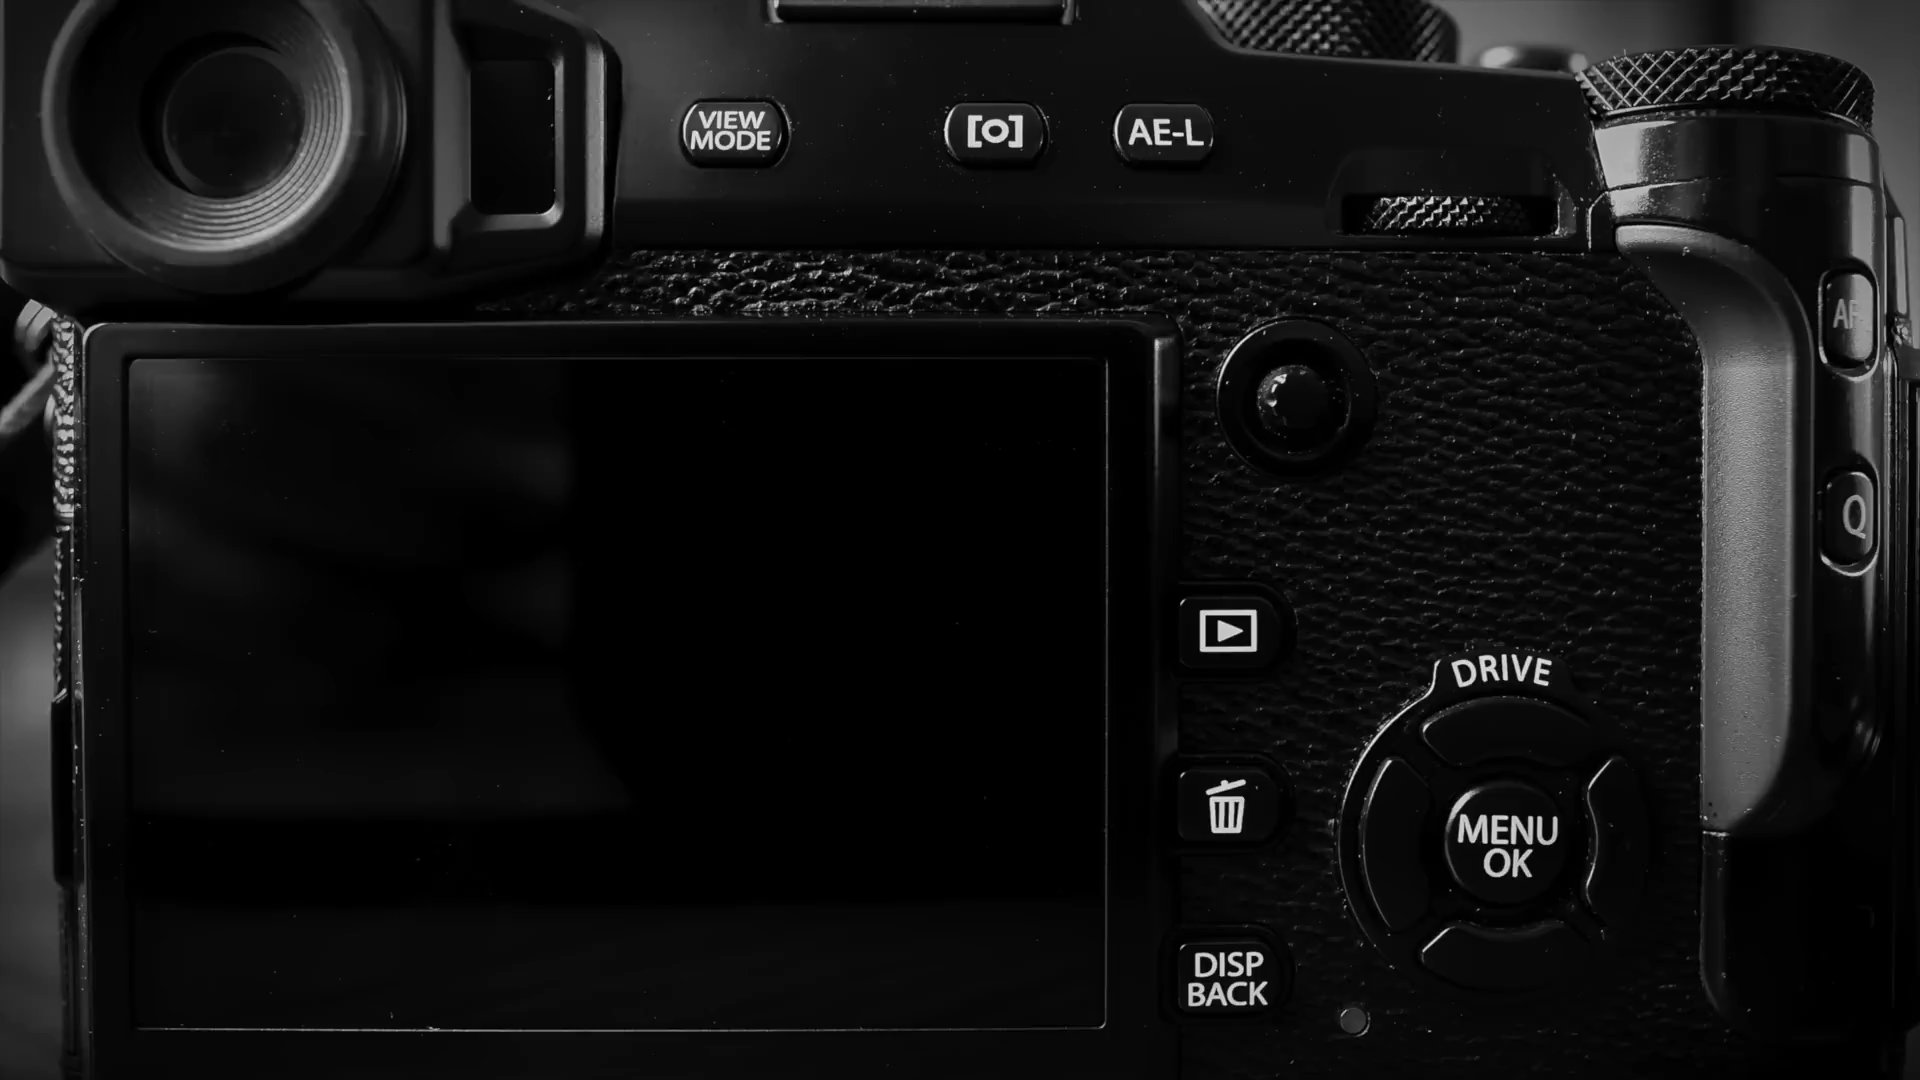 VIEW
MODE
AE-L
AF
Q
DRIVE
MENU
OK
DISP
BACK